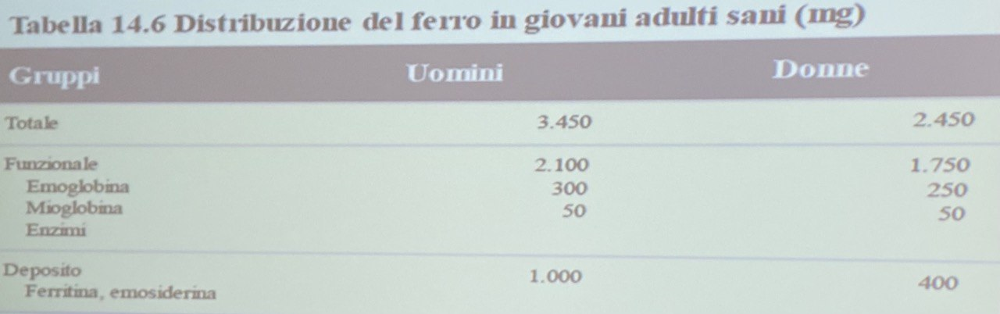 Tabella 14.6 Distribuzione del ferro in giovani adulti sani (mg)
Gruppi Uomini Donne
Totale 3.450 2.450
Funzionale 2.100 1.750
Emoglobina 300 250
Mioglobina 50 50
Enzimi
Deposito 1.000 400
Ferritina, emosiderina